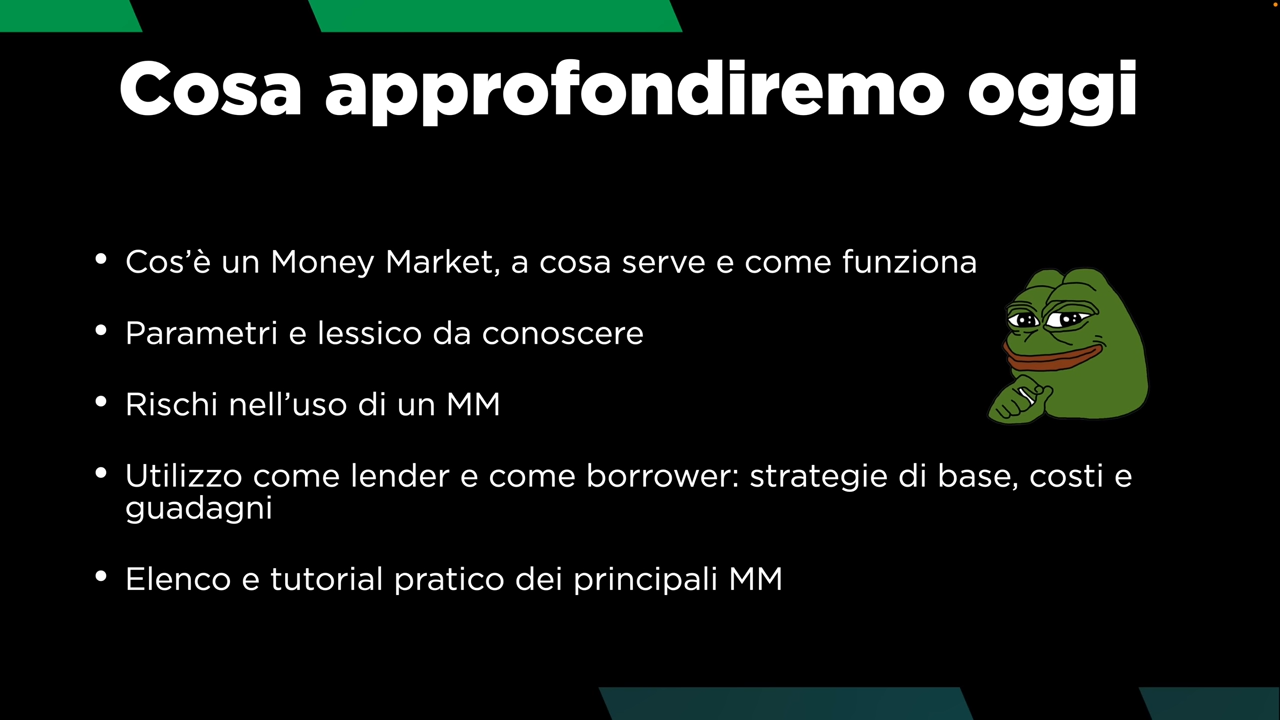 Cosa approfondiremo oggi
• Cos’è un Money Market, a cosa serve e come funziona
• Parametri e lessico da conoscere
• Rischi nell’uso di un MM
• Utilizzo come lender e come borrower: strategie di base, costi e
guadagni
• Elenco e tutorial pratico dei principali MM